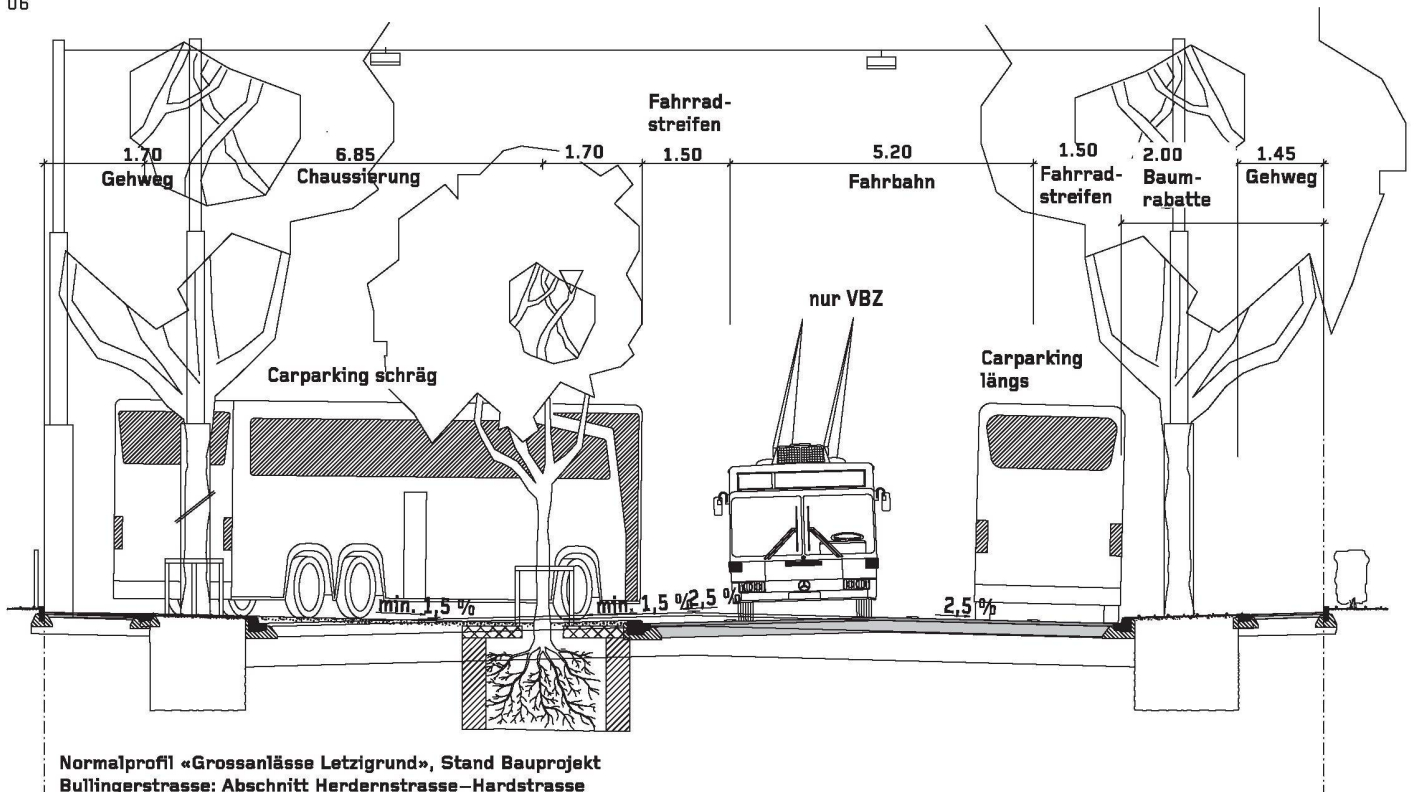 06
Fahrrad-
streifen
1.70
6.85
1.70
1.50
5.20
1.50
2.00
1.45
Gehweg
Chaussierung
Fahrbahn
Fahrrad-
streifen
Baum-
rabatte
Gehweg
nur VBZ
Carparking schräg
Carparking
längs
min. 1,5 %
min. 1,5 %
2,5 %
2,5 %
Normalprofil «Grossanlässe Letzigrund», Stand Bauprojekt
Bullingerstrasse: Abschnitt Herdernstrasse–Hardstrasse